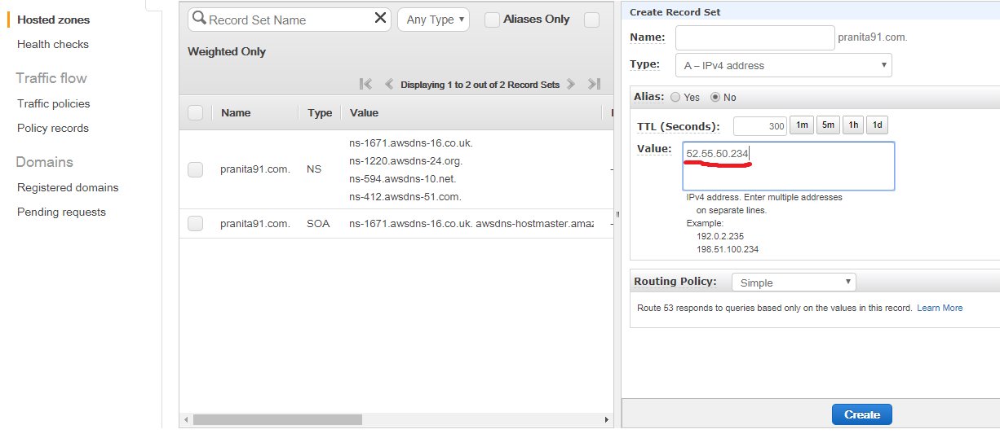 Hosted zones
Health checks
Traffic flow
Traffic policies
Policy records
Domains
Registered domains
Pending requests
Record Set Name
Any Type
Aliases Only
Weighted Only
Displaying 1 to 2 out of 2 Record Sets
Name Type Value
pranita91.com. NS
ns-1671.awsdns-16.co.uk.
ns-1220.awsdns-24.org.
ns-594.awsdns-10.net.
ns-412.awsdns-51.com.
-
pranita91.com. SOA ns-1671.awsdns-16.co.uk. awsdns-hostmaster.amaz -
Create Record Set
Name: pranita91.com.
Type: A – IPv4 address
Alias: Yes No
TTL (Seconds): 300 1m 5m 1h 1d
Value: 52.55.50.234
IPv4 address. Enter multiple addresses
on separate lines.
Example:
192.0.2.235
198.51.100.234
Routing Policy: Simple
Route 53 responds to queries based only on the values in this record. Learn More
Create